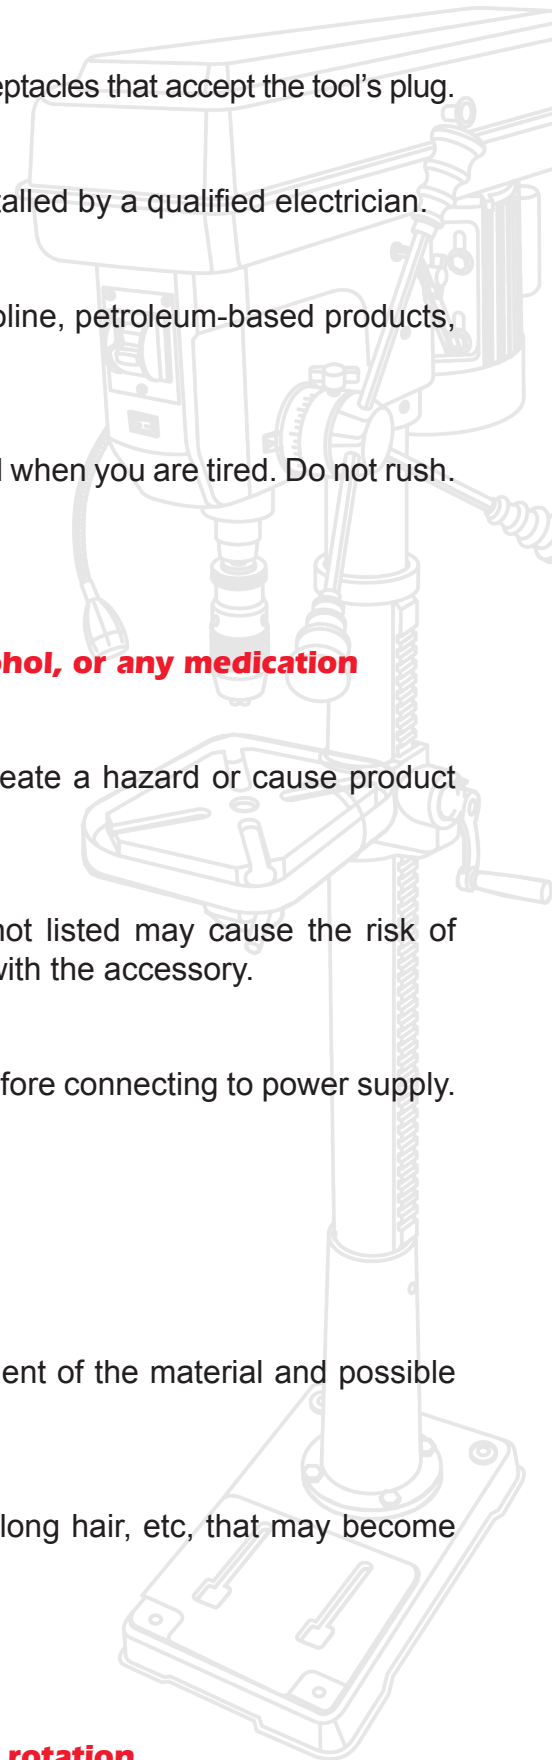 eptacles that accept the tool's plug.
alled by a qualified electrician.
oline, petroleum-based products,
when you are tired. Do not rush.
ohol, or any medication
eate a hazard or cause product
not listed may cause the risk of
with the accessory.
fore connecting to power supply.
ent of the material and possible
long hair, etc, that may become
rotation